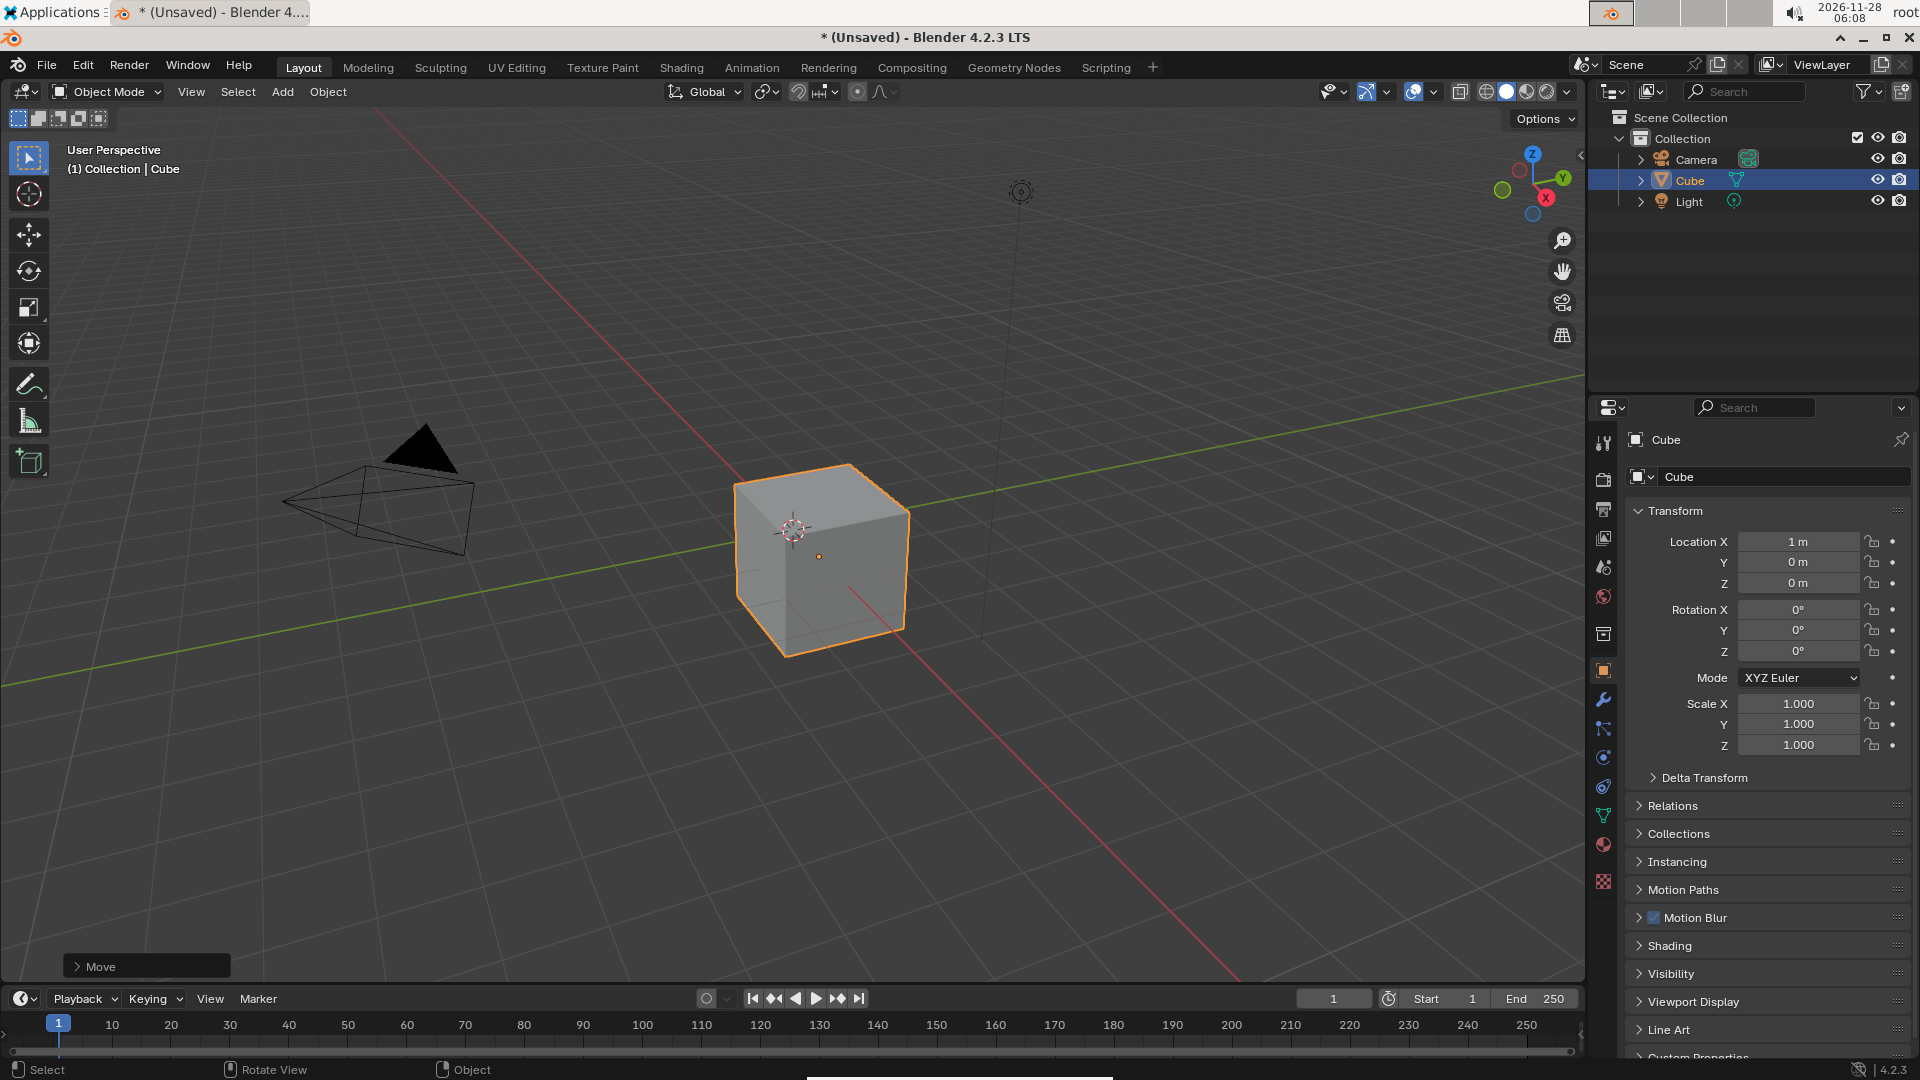 Applications
* (Unsaved) - Blender 4....
2026-11-28
06:08
root
* (Unsaved) - Blender 4.2.3 LTS
File Edit Render Window Help
Layout Modeling Sculpting UV Editing Texture Paint Shading Animation Rendering Compositing Geometry Nodes Scripting +
Scene
ViewLayer
Object Mode View Select Add Object
Global
Search
Options
User Perspective
(1) Collection | Cube
Z
Y
X
Scene Collection
Collection
Camera
Cube
Light
Search
Cube
Cube
Transform
Location X 1 m
Y 0 m
Z 0 m
Rotation X 0°
Y 0°
Z 0°
Mode XYZ Euler
Scale X 1.000
Y 1.000
Z 1.000
Delta Transform
Relations
Collections
Instancing
Motion Paths
Motion Blur
Shading
Visibility
Viewport Display
Line Art
Custom Properties
Move
Playback Keying View Marker
1 Start 1 End 250
1 10 20 30 40 50 60 70 80 90 100 110 120 130 140 150 160 170 180 190 200 210 220 230 240 250
Select Rotate View Object
4.2.3